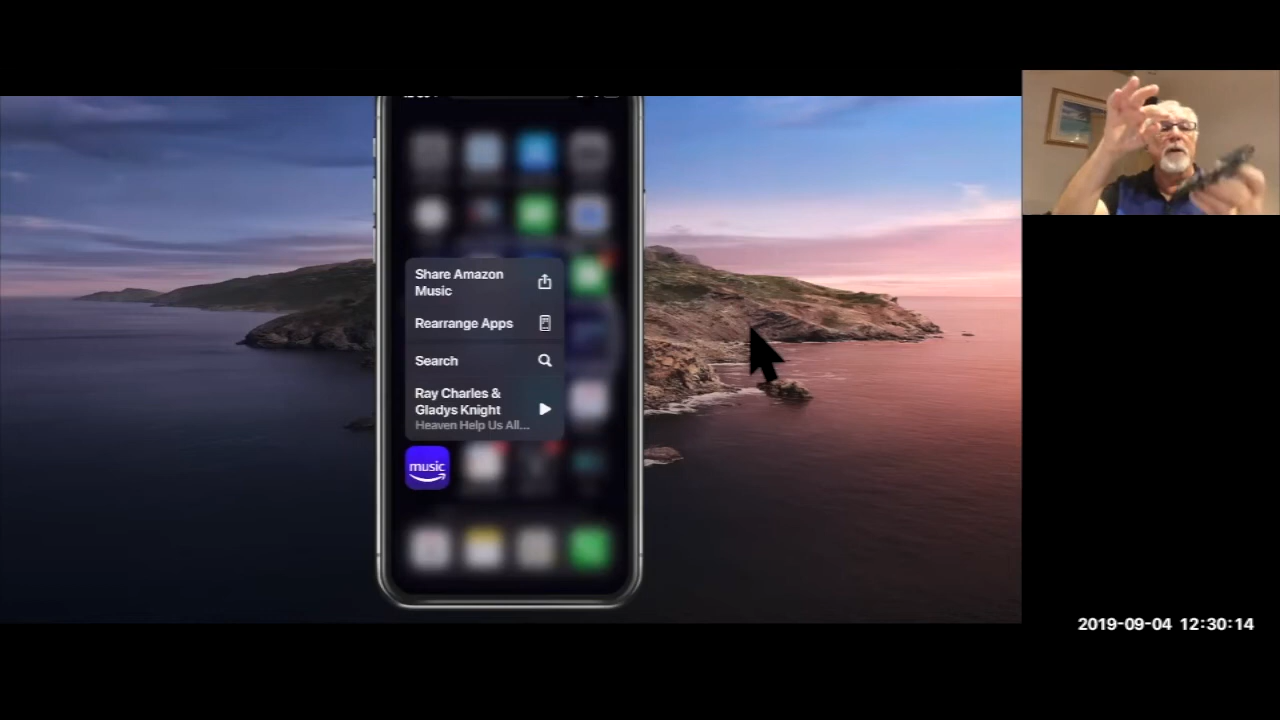 Share Amazon
Music
Rearrange Apps
Search
Ray Charles &
Gladys Knight
Heaven Help Us All...
music
2019-09-04 12:30:14